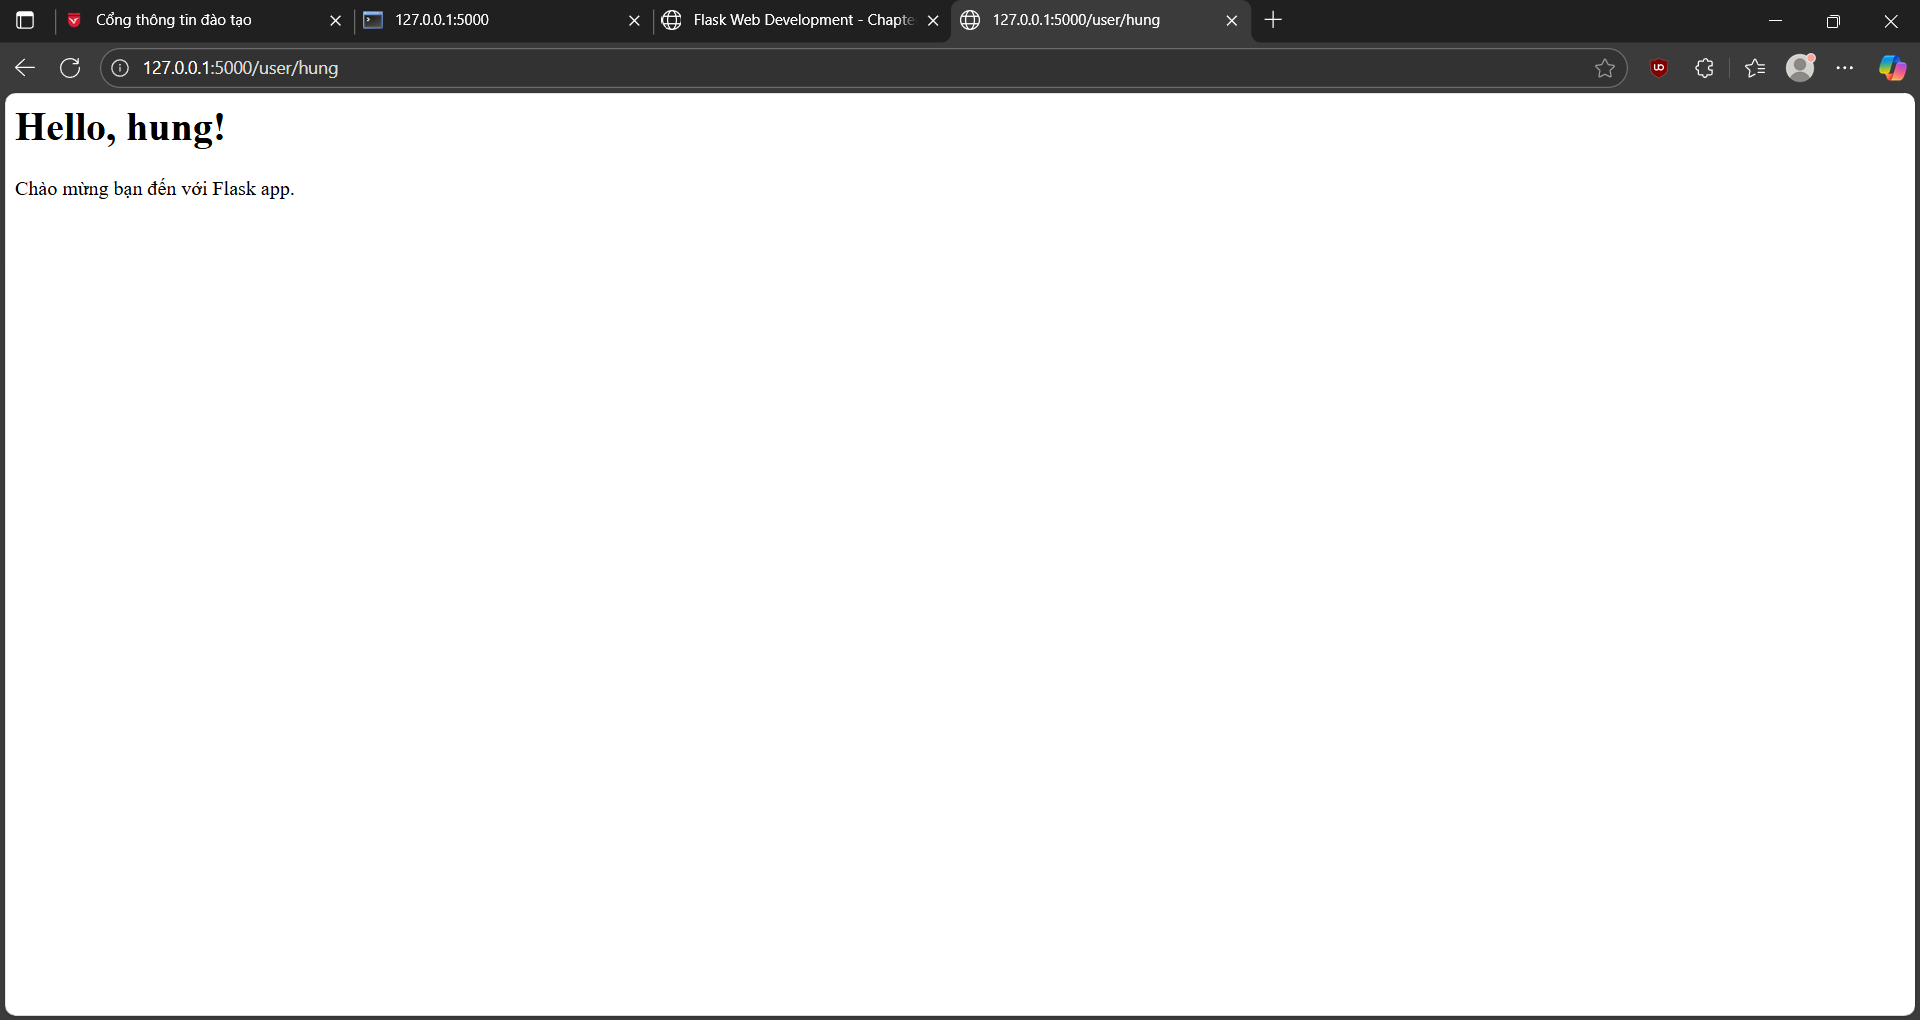 Cổng thông tin đào tạo
127.0.0.1:5000
Flask Web Development - Chapte
127.0.0.1:5000/user/hung
127.0.0.1:5000/user/hung
Hello, hung!
Chào mừng bạn đến với Flask app.